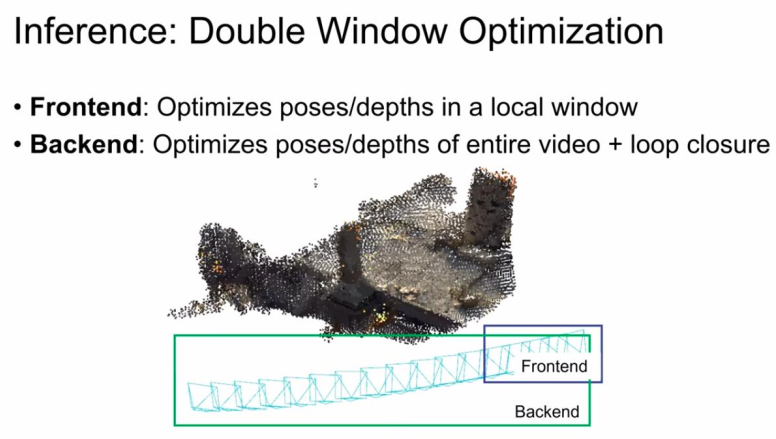 Inference: Double Window Optimization
• Frontend: Optimizes poses/depths in a local window
• Backend: Optimizes poses/depths of entire video + loop closure
Frontend
Backend